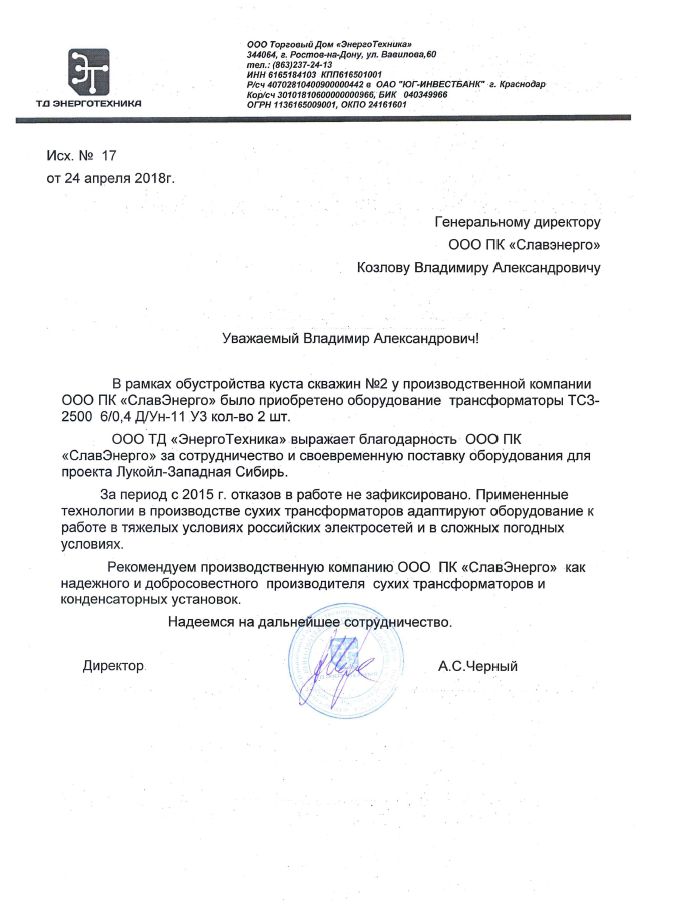 ООО Торговый Дом «ЭнергоТехника»
344064, г. Ростов-на-Дону, ул. Вавилова,60
тел.: (863)237-24-13
ИНН 6165184103 КПП616501001
Р/сч 40702810400900000442 в ОАО "ЮГ-ИНВЕСТБАНК" г. Краснодар
Кор/сч 30101810600000000966, БИК 040349966
ОГРН 1136165009001, ОКПО 24161601
ЭТ
ТД ЭНЕРГОТЕХНИКА
Исх. № 17
от 24 апреля 2018г.
Генеральному директору
ООО ПК «Славэнерго»
Козлову Владимиру Александровичу
Уважаемый Владимир Александрович!
В рамках обустройства куста скважин №2 у производственной компании
ООО ПК «СлавЭнерго» было приобретено оборудование трансформаторы ТСЗ-
2500 6/0,4 Д/Ун-11 У3 кол-во 2 шт.
ООО ТД «ЭнергоТехника» выражает благодарность ООО ПК
«СлавЭнерго» за сотрудничество и своевременную поставку оборудования для
проекта Лукойл-Западная Сибирь.
За период с 2015 г. отказов в работе не зафиксировано. Примененные
технологии в производстве сухих трансформаторов адаптируют оборудование к
работе в тяжелых условиях российских электросетей и в сложных погодных
условиях.
Рекомендуем производственную компанию ООО ПК «СлавЭнерго» как
надежного и добросовестного производителя сухих трансформаторов и
конденсаторных установок.
Надеемся на дальнейшее сотрудничество.
Директор
А.С.Черный